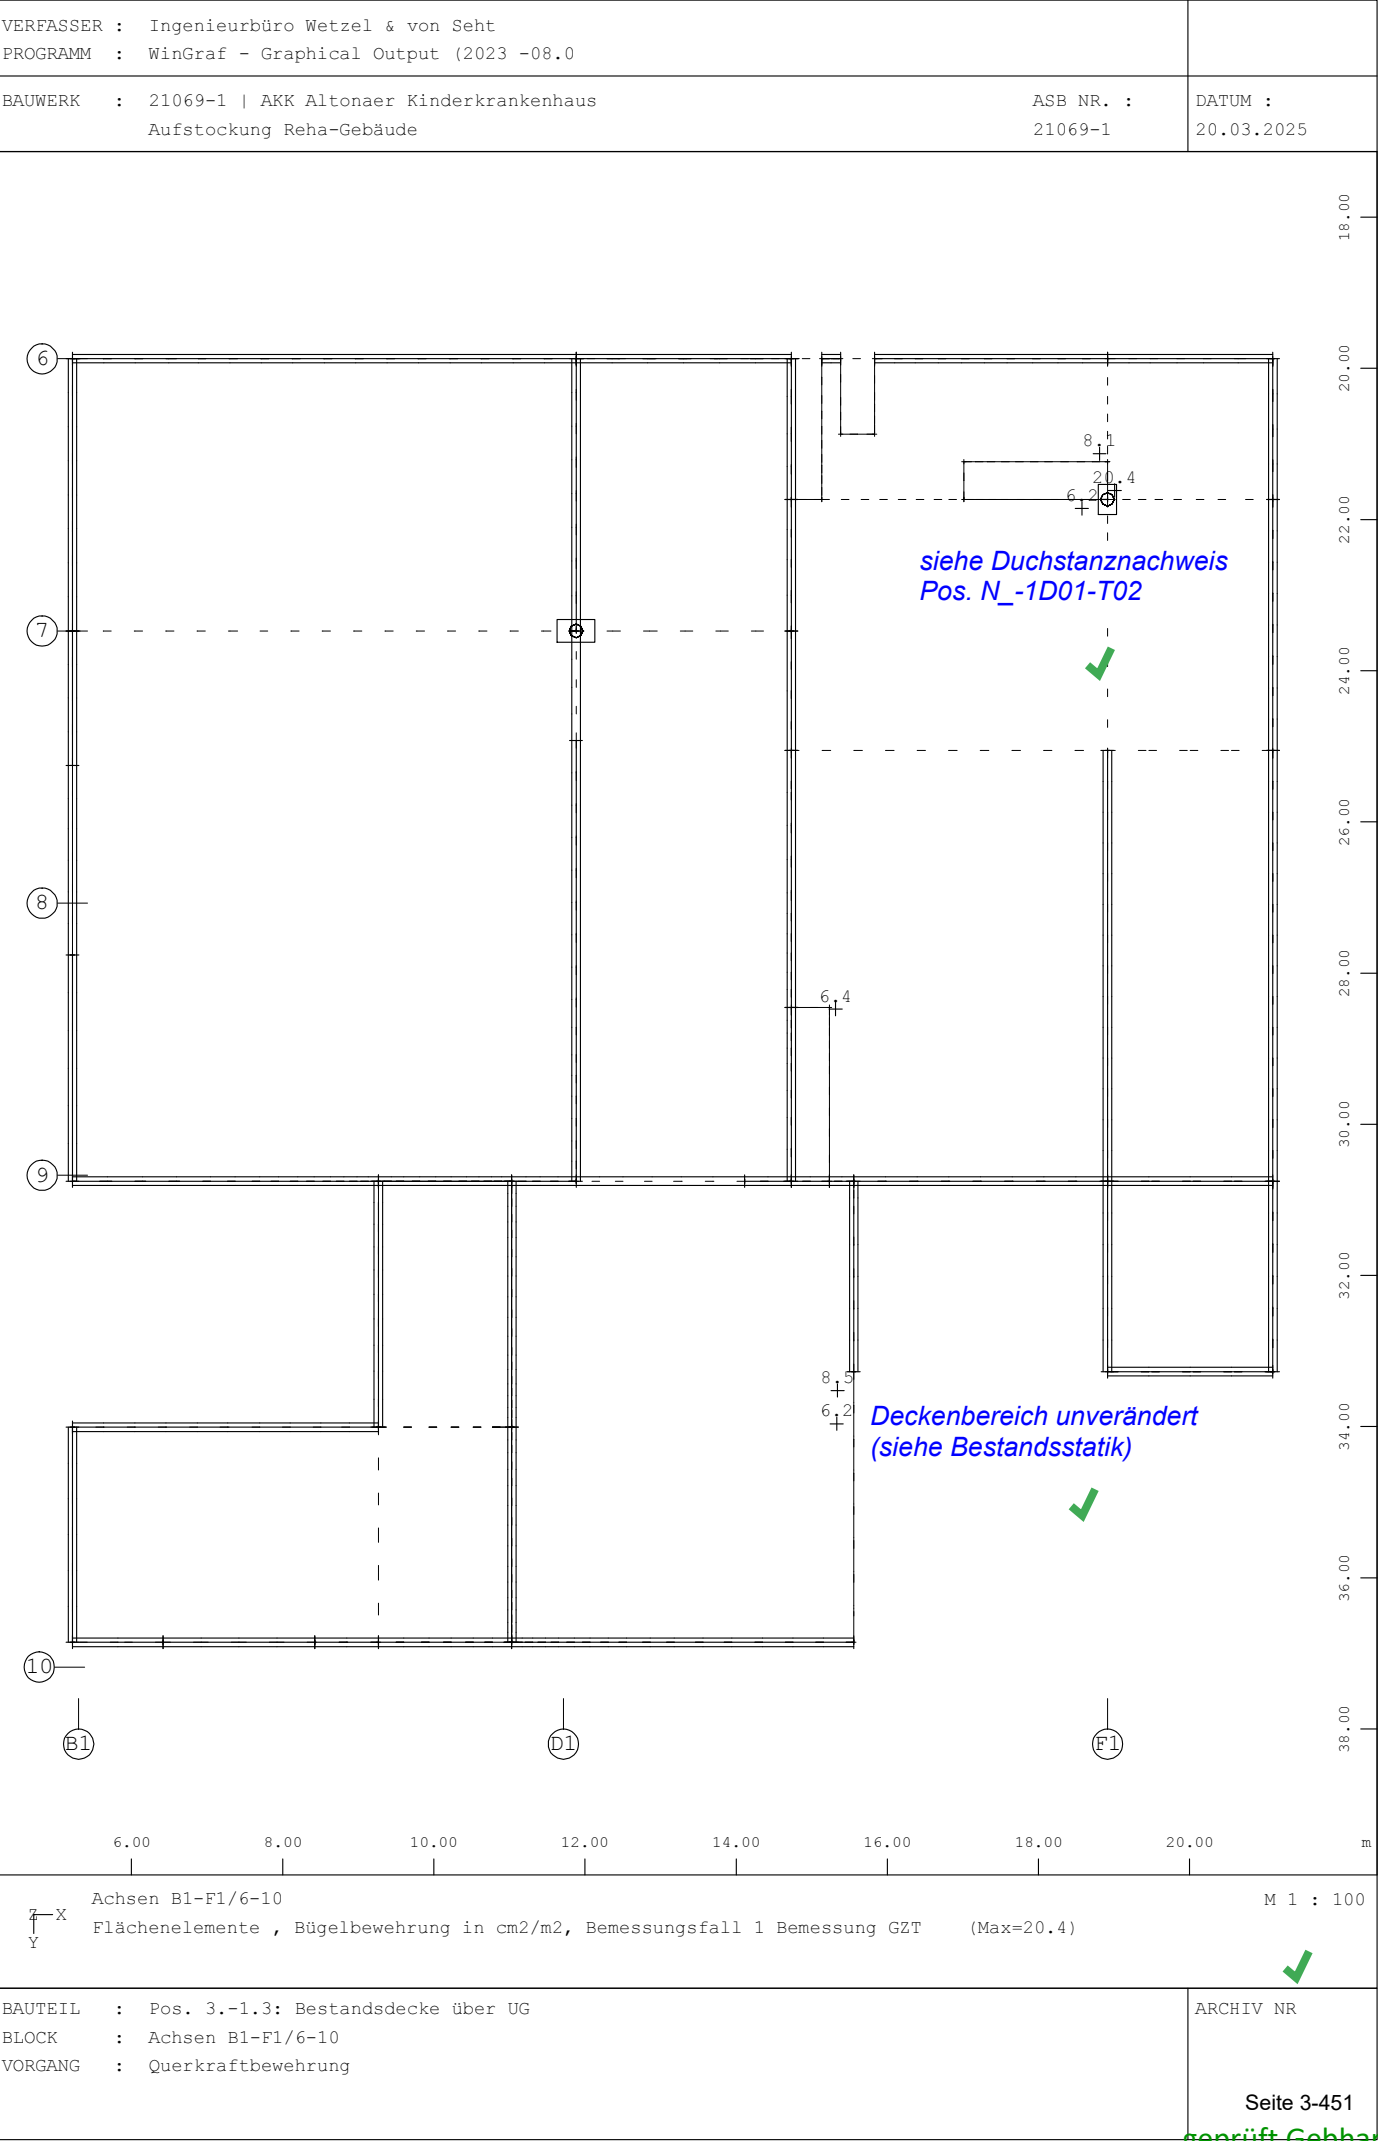 VERFASSER : Ingenieurbüro Wetzel & von Seht
PROGRAMM : WinGraf - Graphical Output (2023 -08.0
BAUWERK : 21069-1 | AKK Altonaer Kinderkrankenhaus
Aufstockung Reha-Gebäude
ASB NR. :
21069-1
DATUM :
20.03.2025
18.00
6
20.00
8.1
20.4
22.00
siehe Duchstanznachweis
Pos. N_-1D01-T02
7
24.00
26.00
8
28.00
6.4
30.00
9
32.00
8.5
6.2
Deckenbereich unverändert
(siehe Bestandsstatik)
34.00
36.00
10
B1
D1
F1
38.00
6.00 8.00 10.00 12.00 14.00 16.00 18.00 20.00 m
Achsen B1-F1/6-10
M 1 : 100
Z X
Y
Flächenelemente , Bügelbewehrung in cm2/m2, Bemessungsfall 1 Bemessung GZT (Max=20.4)
BAUTEIL : Pos. 3.-1.3: Bestandsdecke über UG
BLOCK : Achsen B1-F1/6-10
VORGANG : Querkraftbewehrung
ARCHIV NR
Seite 3-451
geprüft